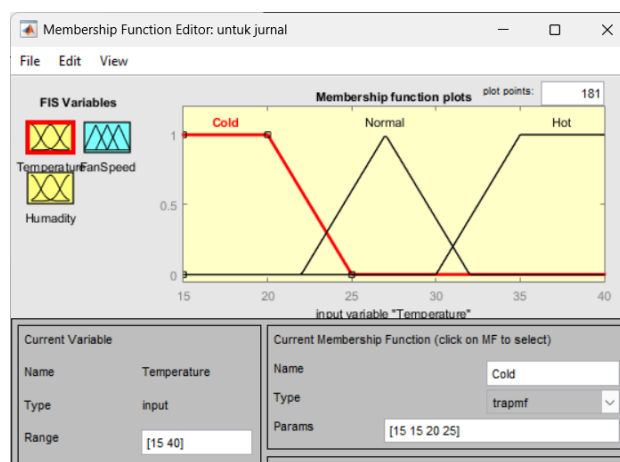 Membership Function Editor: untuk jurnal
File Edit View
FIS Variables
Temperature
FanSpeed
Humadity
Membership function plots
plot points:
181
Cold
Normal
Hot
1
0.5
0
15 20 25 30 35 40
input variable "Temperature"
Current Variable
Name Temperature
Type input
Range [15 40]
Current Membership Function (click on MF to select)
Name Cold
Type trapmf
Params [15 15 20 25]